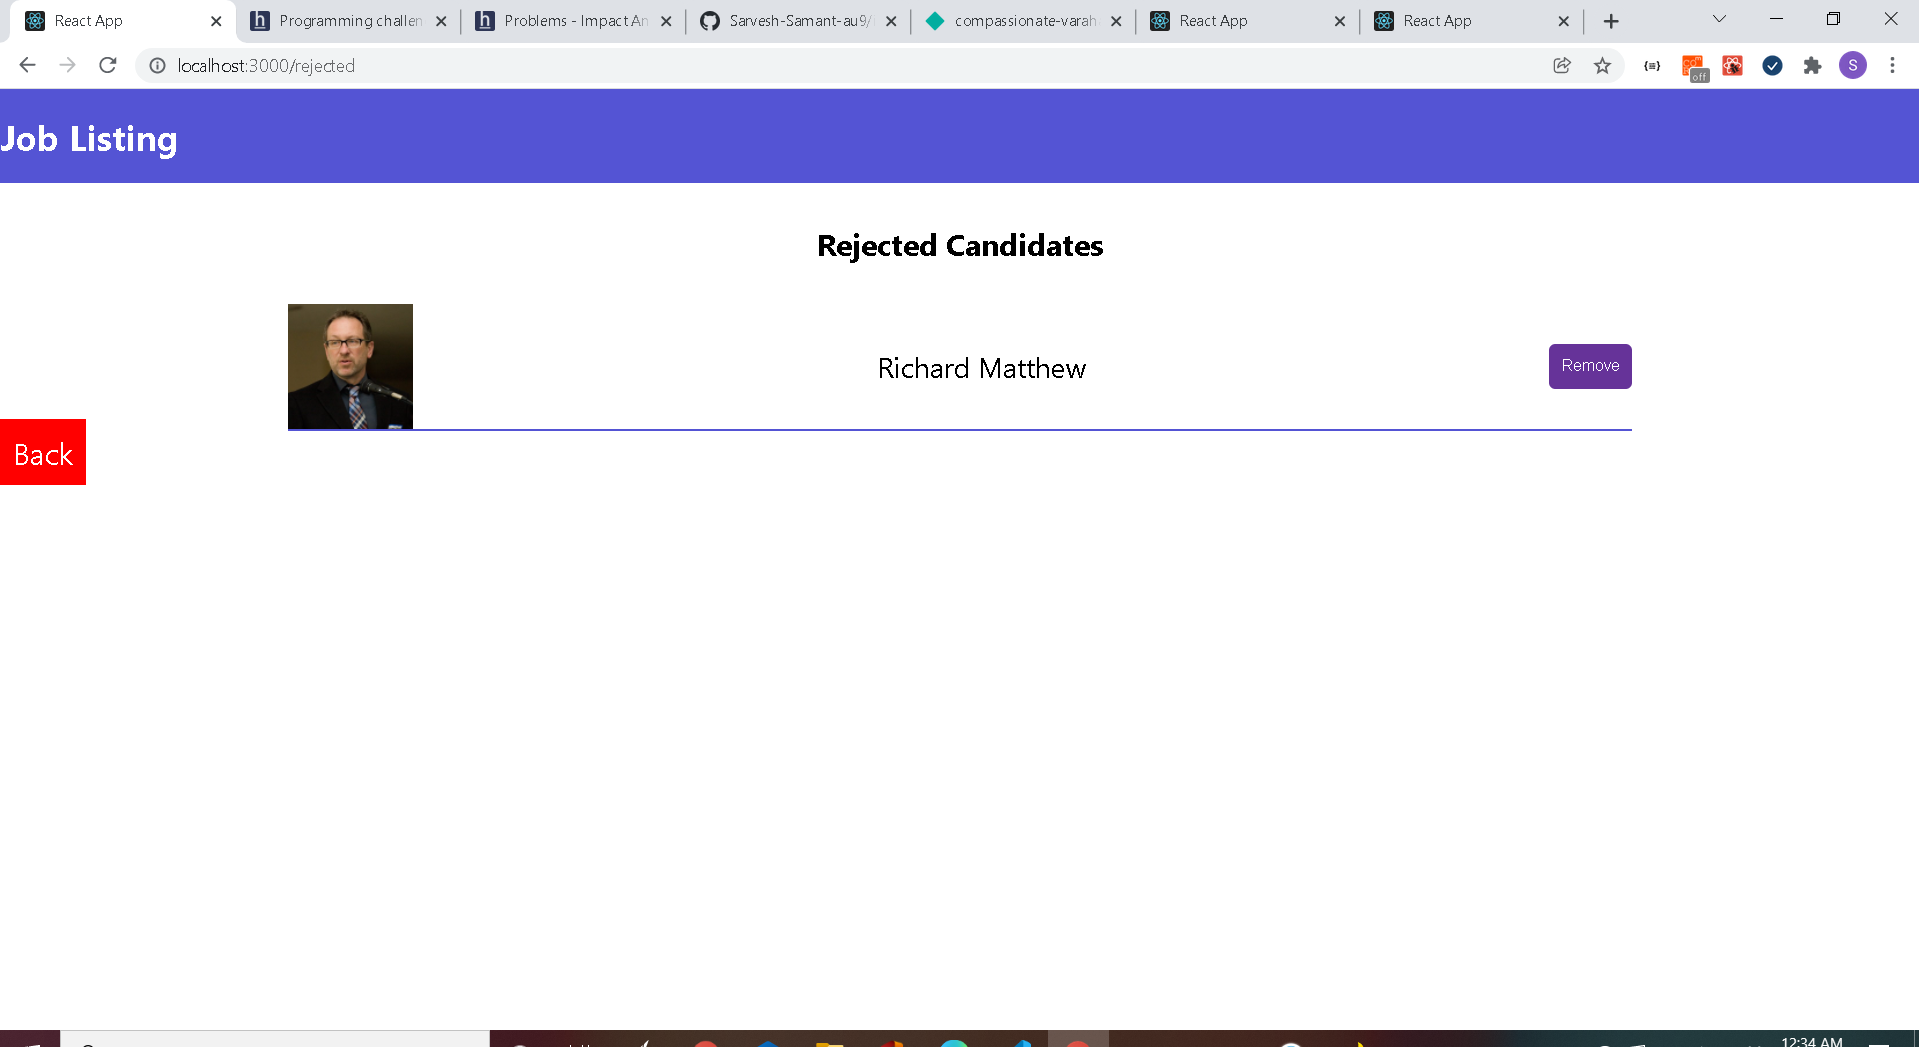 React App
Programming challen
Problems - Impact An
Sarvesh-Samant-au9/
compassionate-varah
React App
React App
localhost:3000/rejected
{≡}
off
S
Job Listing
Rejected Candidates
Richard Matthew
Remove
Back
12:34 AM